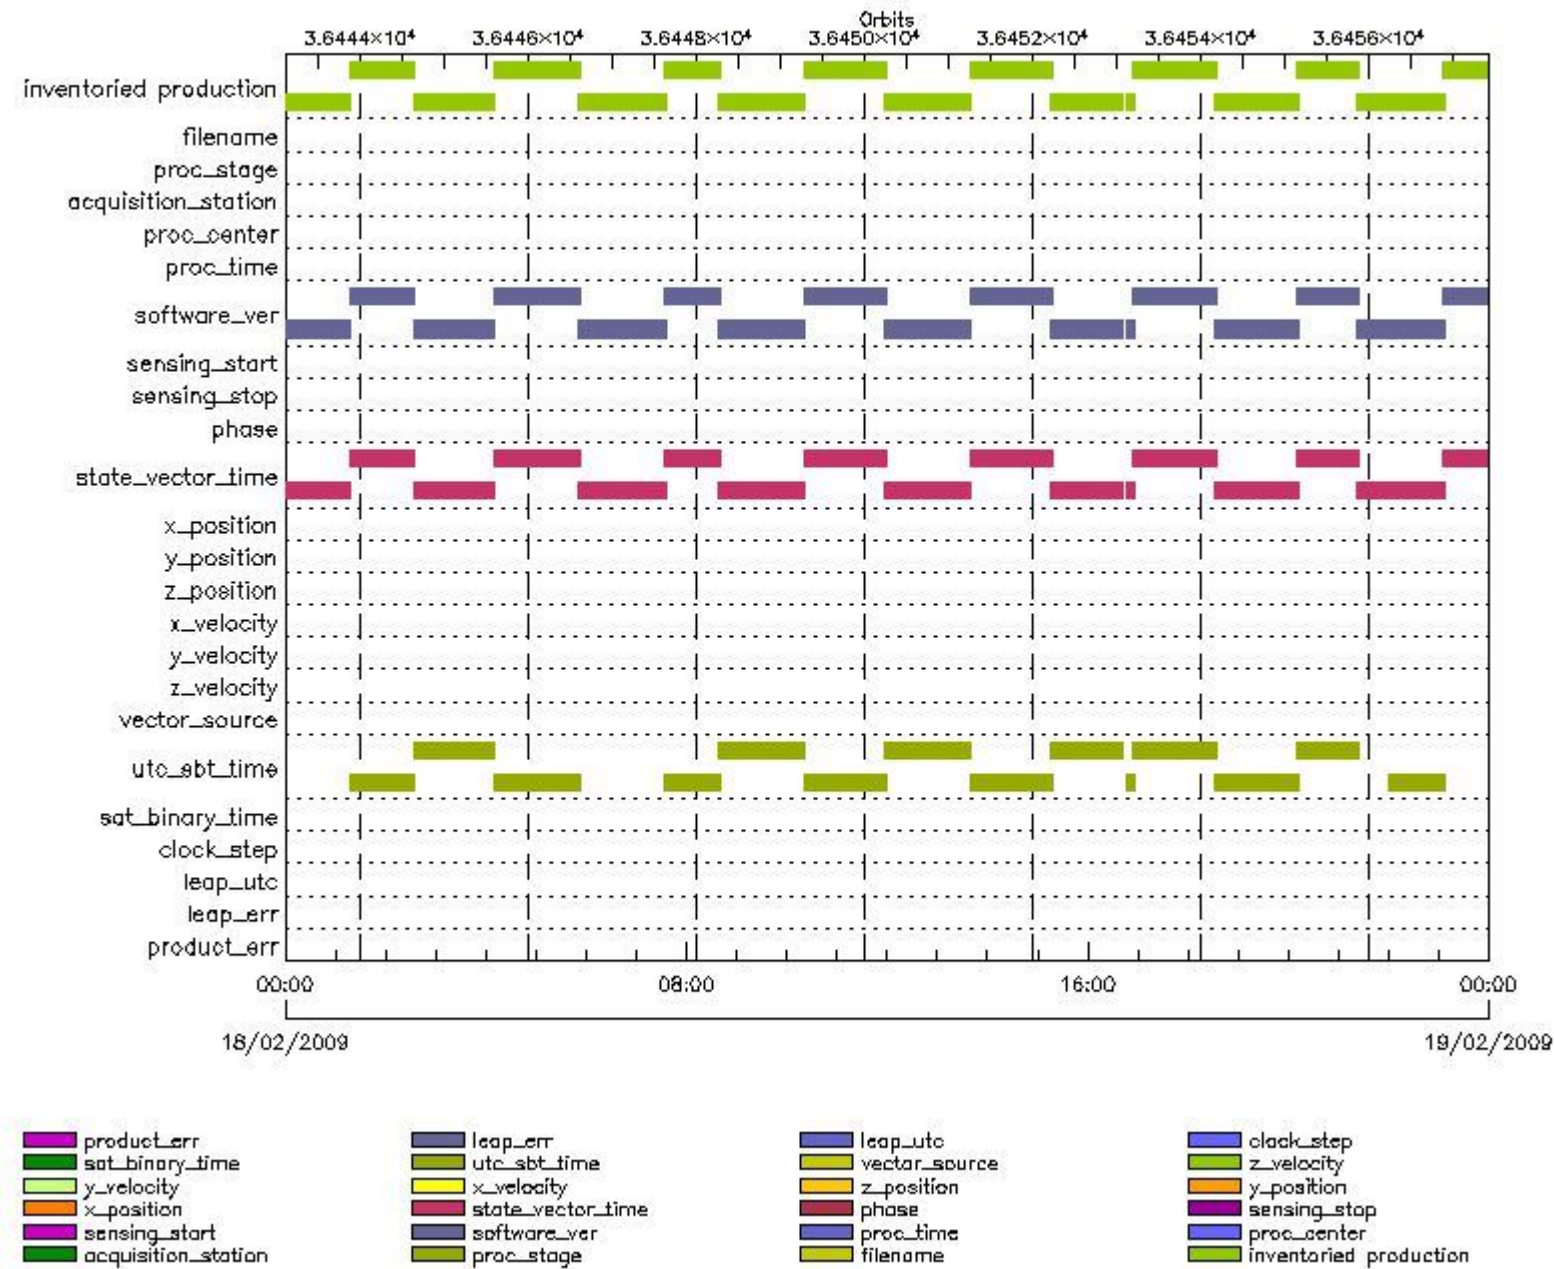 Orbits
3.6444×10⁴ 3.6446×10⁴ 3.6448×10⁴ 3.6450×10⁴ 3.6452×10⁴ 3.6454×10⁴ 3.6456×10⁴
inventoried production
filename
proc_stage
acquisition_station
proc_center
proc_time
software_ver
sensing_start
sensing_stop
phase
state_vector_time
x_position
y_position
z_position
x_velocity
y_velocity
z_velocity
vector_source
utc_sbt_time
sat_binary_time
clock_step
leap_utc
leap_err
product_err
00:00 08:00 16:00 00:00
18/02/2009 19/02/2009
product_err leap_err leap_utc clock_step
sat_binary_time utc_sbt_time vector_source z_velocity
y_velocity x_velocity z_position y_position
x_position state_vector_time phase sensing_stop
sensing_start software_ver proc_time proc_center
acquisition_station proc_stage filename inventoried production